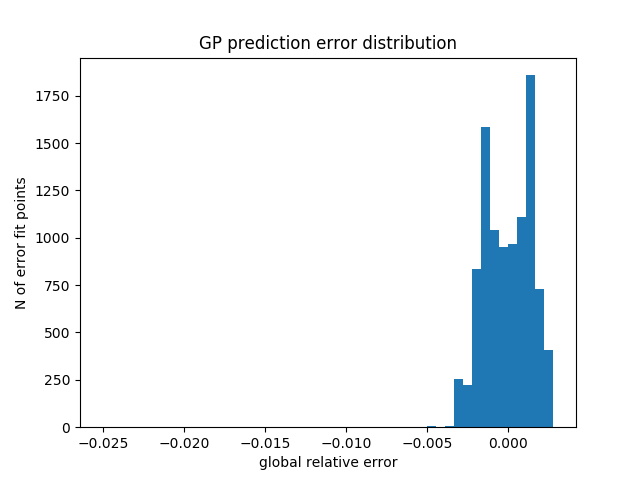 GP prediction error distribution
N of error fit points
1750
1500
1250
1000
750
500
250
0
−0.025 −0.020 −0.015 −0.010 −0.005 0.000
global relative error